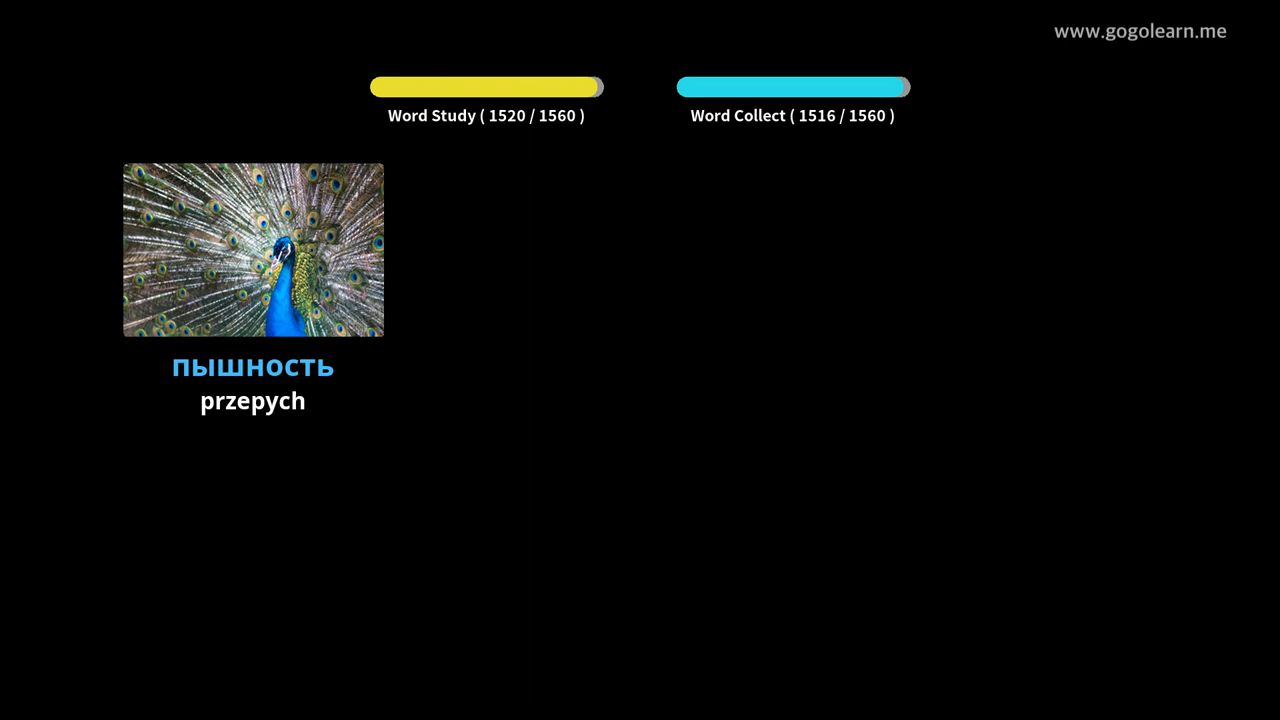 www.gogolearn.me
Word Study ( 1520 / 1560 )
Word Collect ( 1516 / 1560 )
пышность
przepych